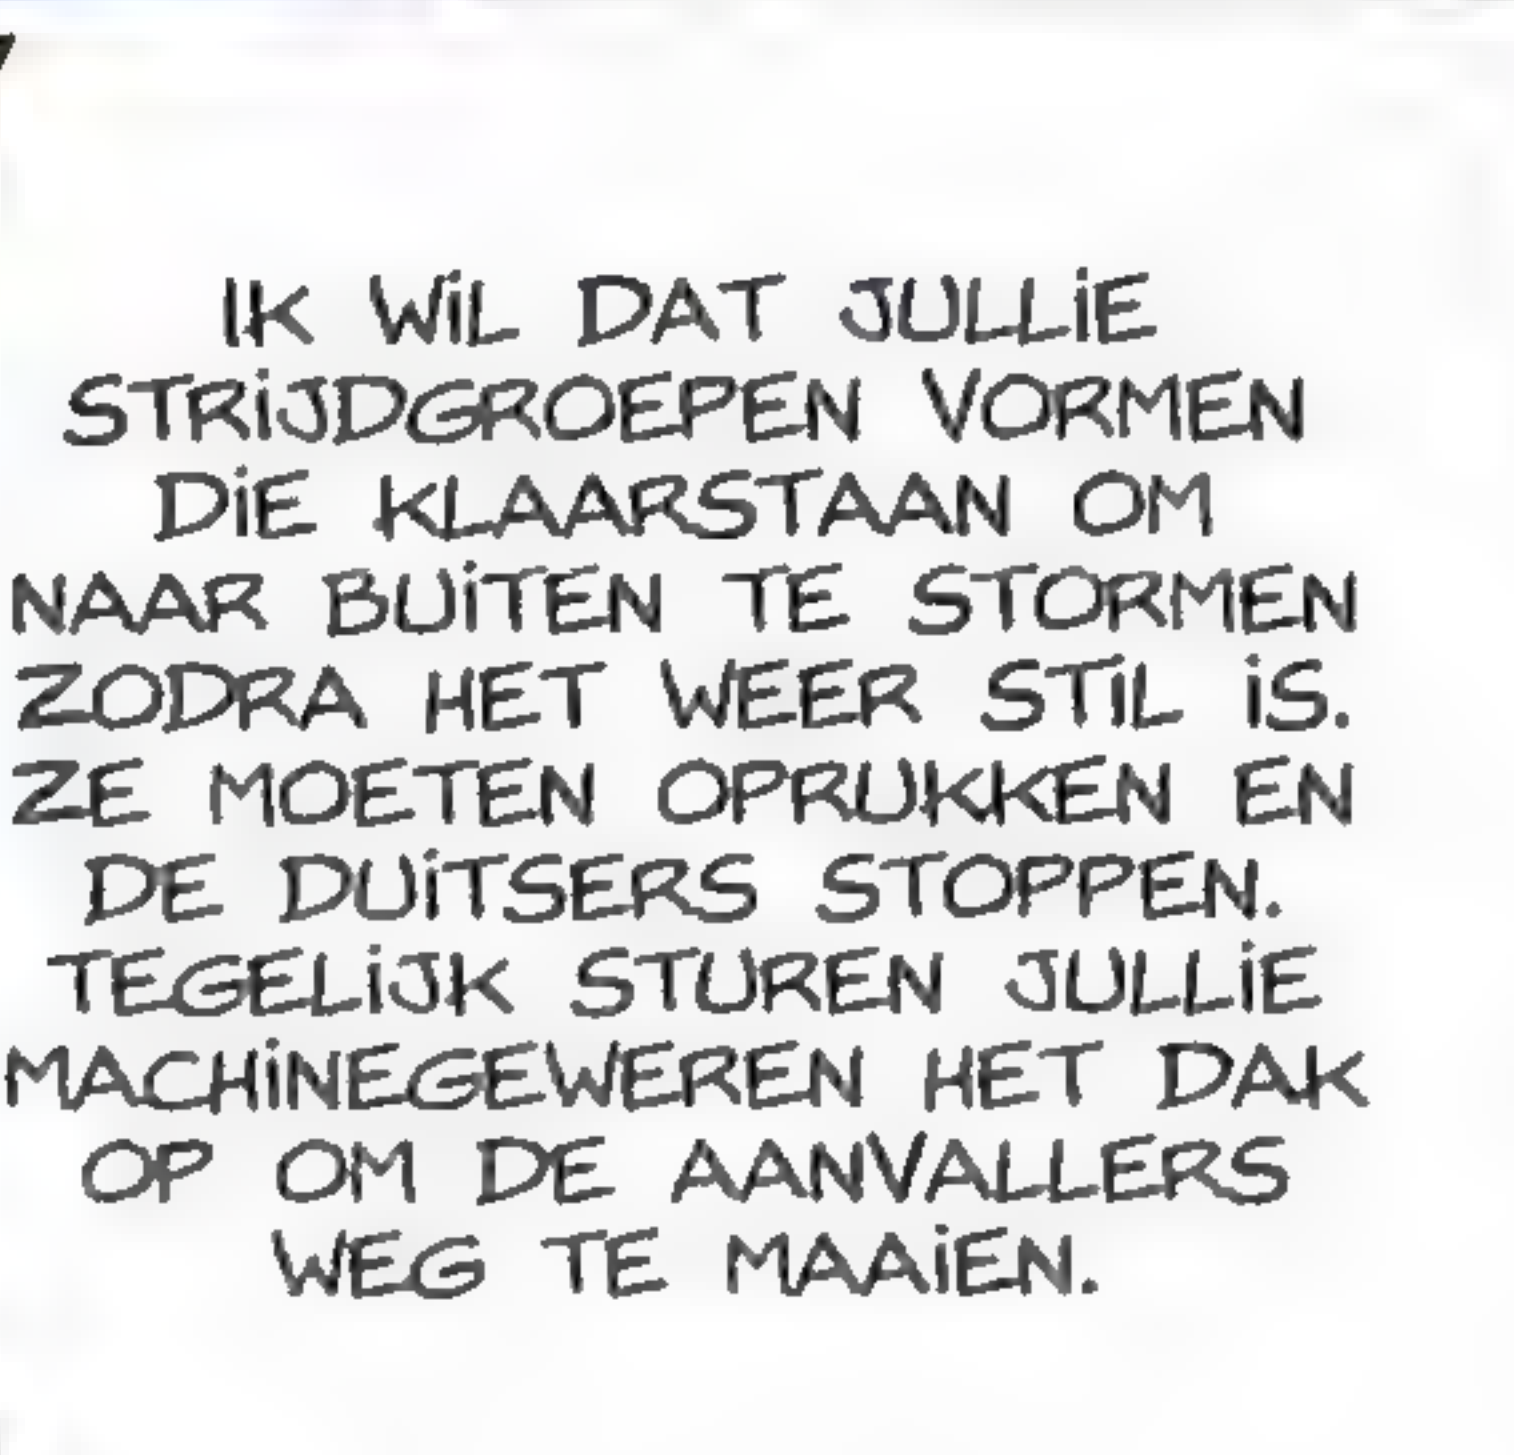 IK WIL DAT JULLIE
STRIJDGROEPEN VORMEN
DIE KLAARSTAAN OM
NAAR BUITEN TE STORMEN
ZODRA HET WEER STIL IS.
ZE MOETEN OPRUKKEN EN
DE DUITSERS STOPPEN.
TEGELIJK STUREN JULLIE
MACHINEGEWEREN HET DAK
OP OM DE AANVALLERS
WEG TE MAAIEN.